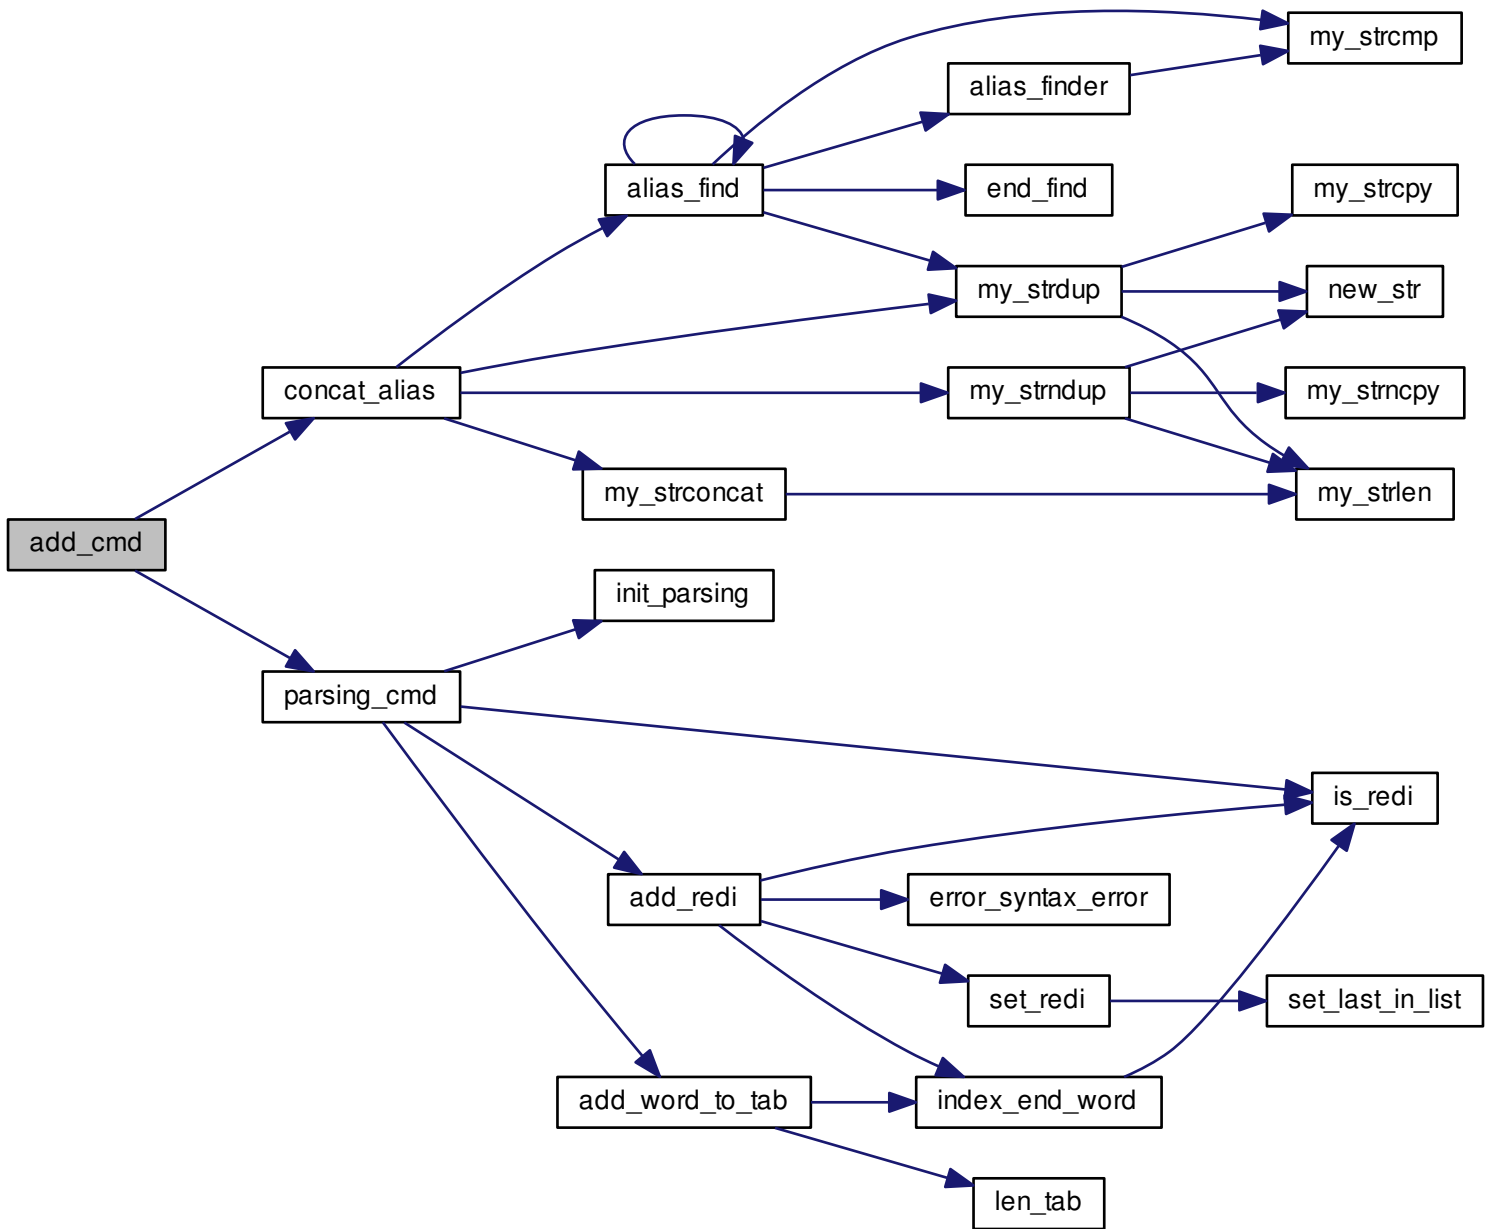 my_strcmp
alias_finder
alias_find
end_find
my_strcpy
my_strdup
new_str
concat_alias
my_strndup
my_strncpy
my_strconcat
my_strlen
add_cmd
init_parsing
parsing_cmd
is_redi
add_redi
error_syntax_error
set_redi
set_last_in_list
add_word_to_tab
index_end_word
len_tab